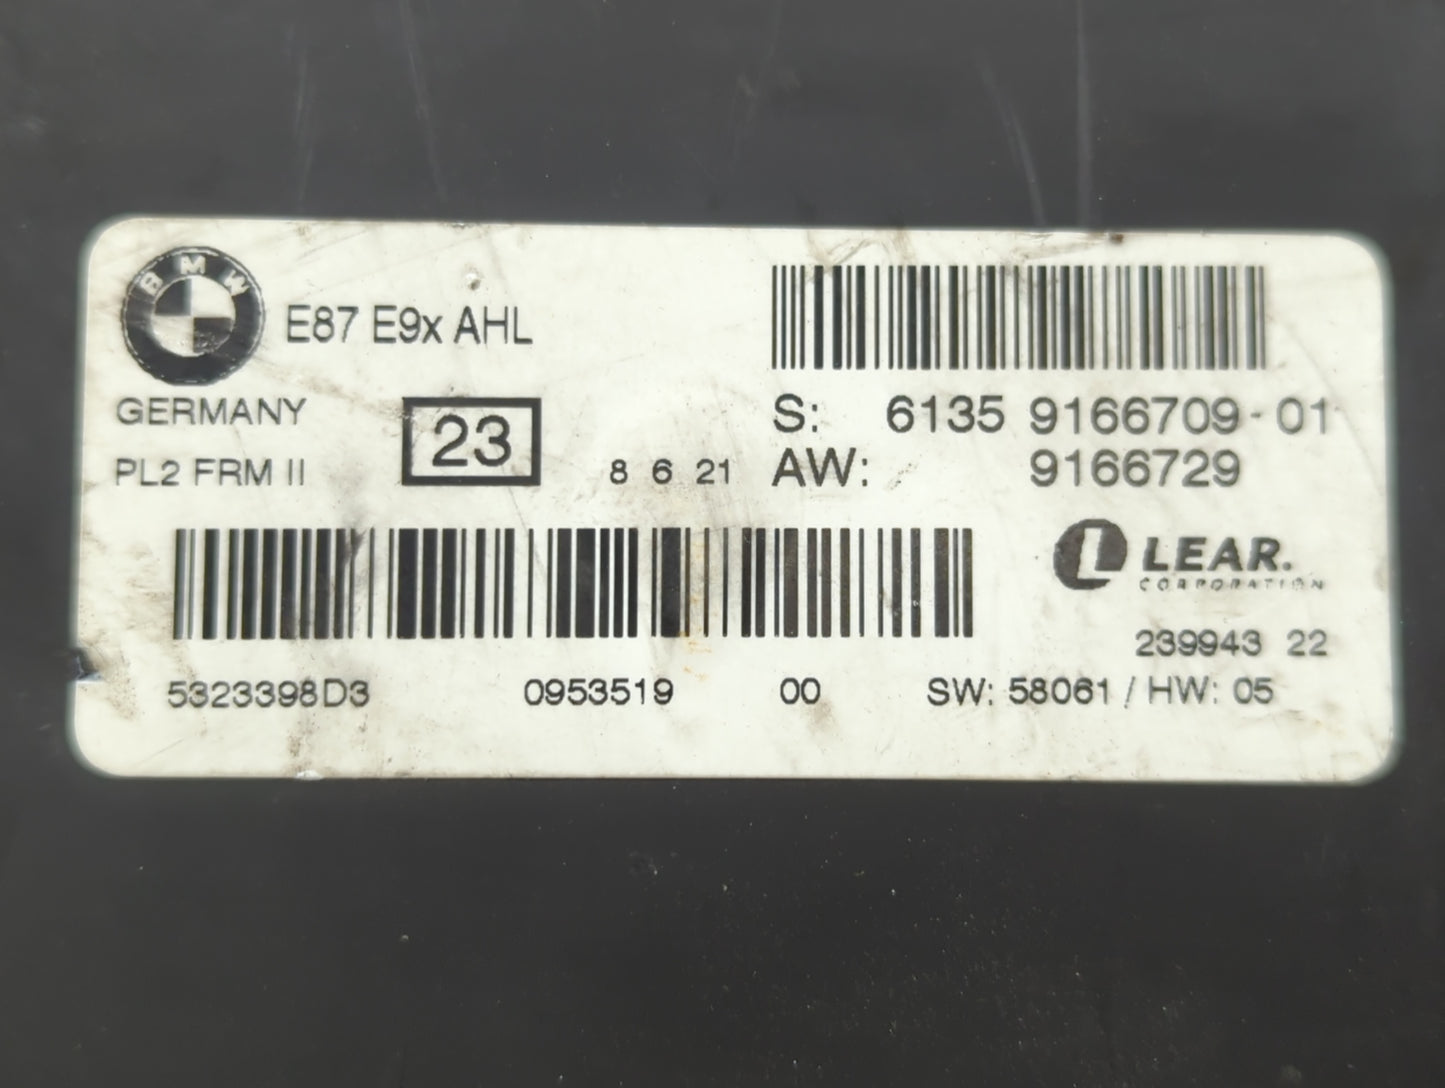 BMW
E87 E9x AHL
GERMANY
PL2 FRM II
23
8 6 21
S: 6135 9166709-01
AW: 9166729
LEAR.
CORPORATION
239943 22
5323398D3 0953519 00 SW: 58061 / HW: 05